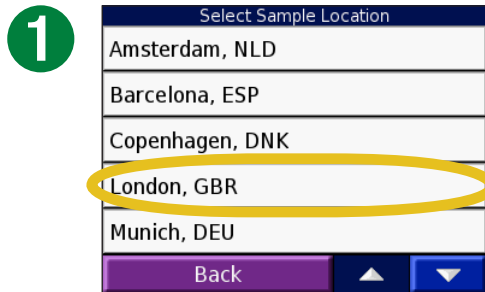 1
Select Sample Location
Amsterdam, NLD
Barcelona, ESP
Copenhagen, DNK
London, GBR
Munich, DEU
Back